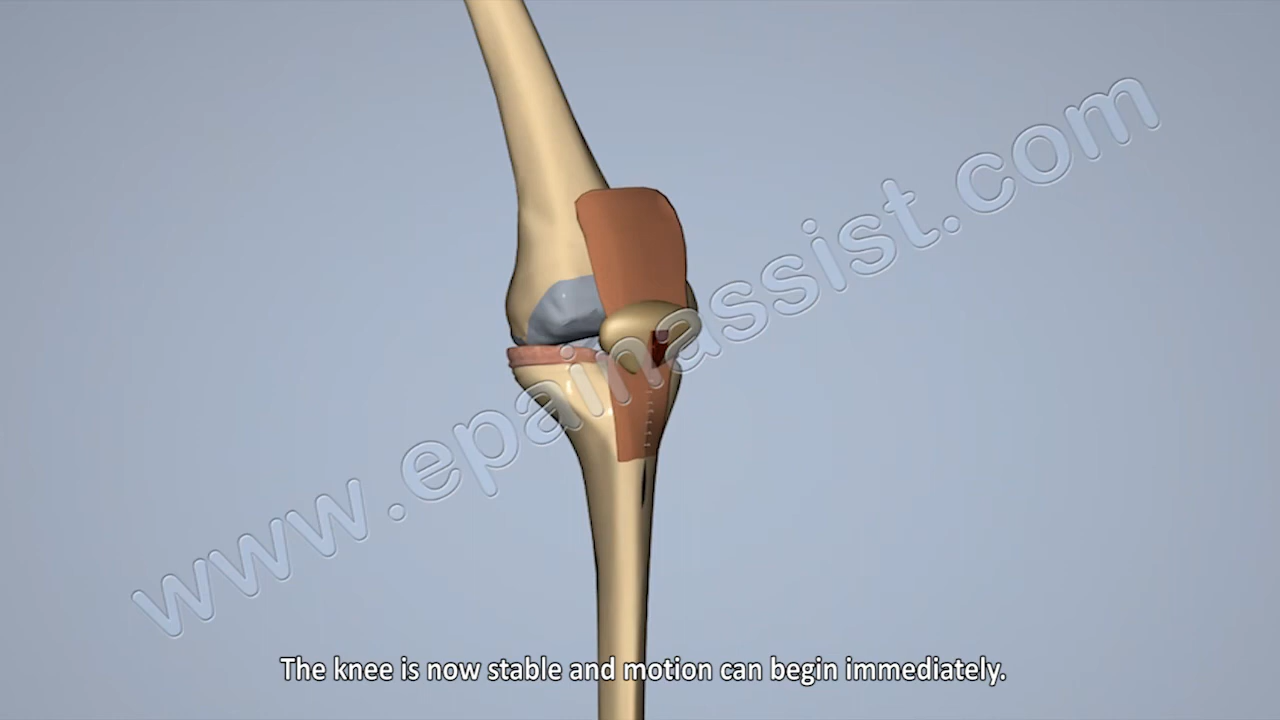 www.epainassist.com
The knee is now stable and motion can begin immediately.